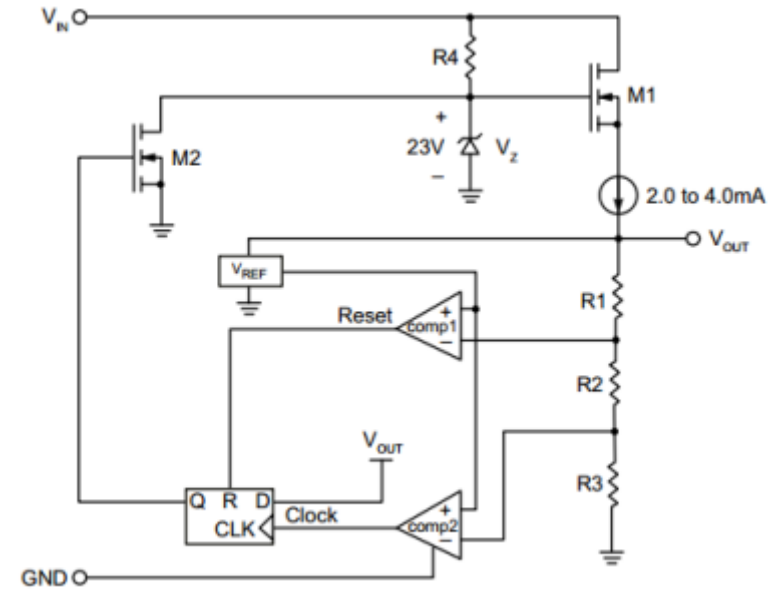 VIN
R4
M1
+
23V
VZ
–
M2
2.0 to 4.0mA
VOUT
VREF
R1
Reset
+
comp1
–
R2
VOUT
R3
Q R D
CLK
Clock
+
comp2
–
GND